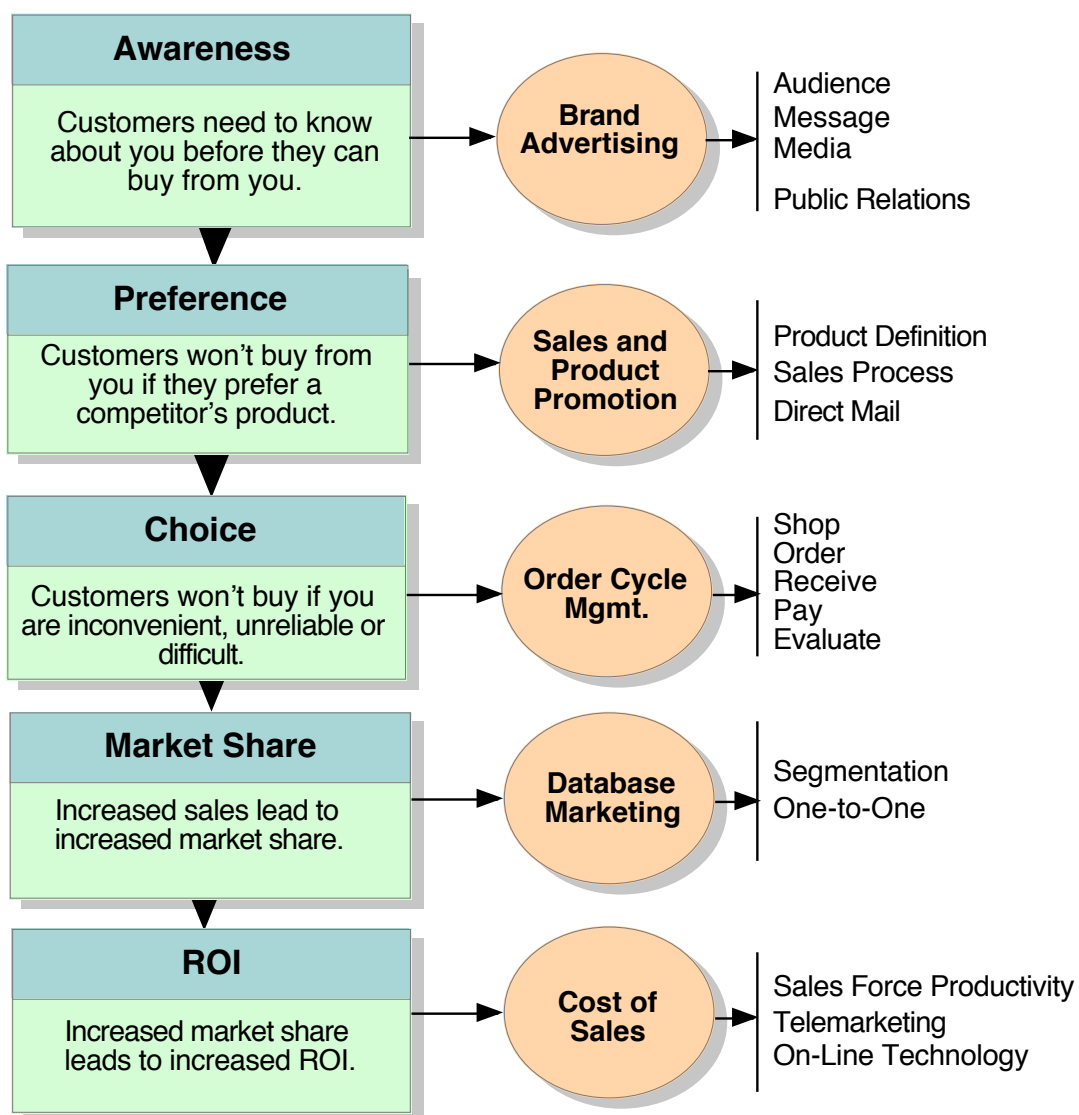 Awareness
Customers need to know
about you before they can
buy from you.
Brand
Advertising
Audience
Message
Media
Public Relations
Preference
Customers won’t buy from
you if they prefer a
competitor’s product.
Sales and
Product
Promotion
Product Definition
Sales Process
Direct Mail
Choice
Customers won’t buy if you
are inconvenient, unreliable or
difficult.
Order Cycle
Mgmt.
Shop
Order
Receive
Pay
Evaluate
Market Share
Increased sales lead to
increased market share.
Database
Marketing
Segmentation
One-to-One
ROI
Increased market share
leads to increased ROI.
Cost of
Sales
Sales Force Productivity
Telemarketing
On-Line Technology